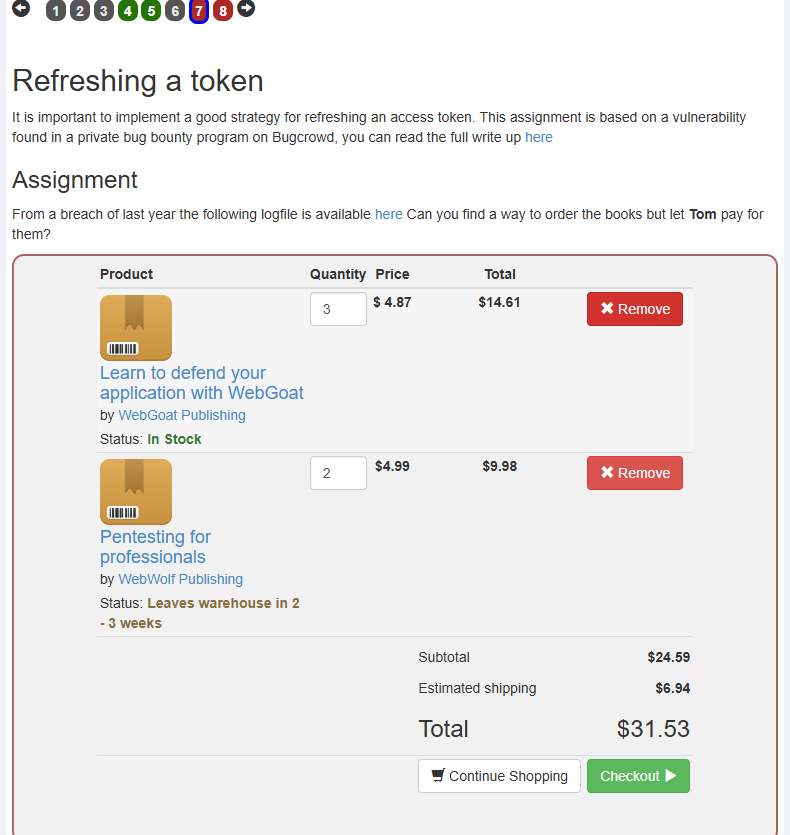 1 2 3 4 5 6 7 8
Refreshing a token
It is important to implement a good strategy for refreshing an access token. This assignment is based on a vulnerability
found in a private bug bounty program on Bugcrowd, you can read the full write up here
Assignment
From a breach of last year the following logfile is available here Can you find a way to order the books but let Tom pay for
them?
Product Quantity Price Total
3 $ 4.87 $14.61 Remove
Learn to defend your
application with WebGoat
by WebGoat Publishing
Status: In Stock
2 $4.99 $9.98 Remove
Pentesting for
professionals
by WebWolf Publishing
Status: Leaves warehouse in 2
- 3 weeks
Subtotal $24.59
Estimated shipping $6.94
Total $31.53
Continue Shopping Checkout